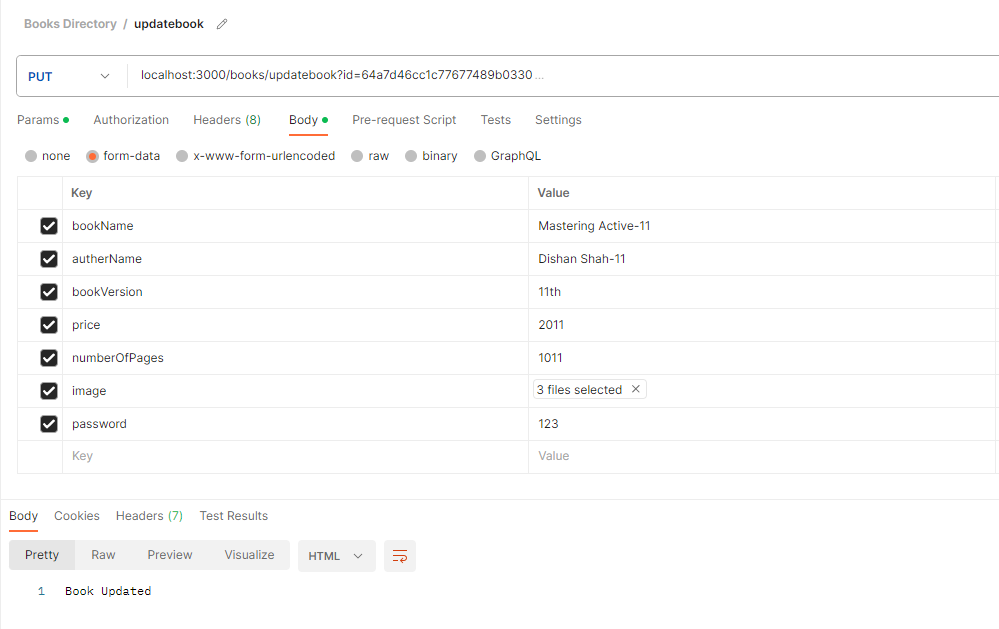 Books Directory / updatebook
PUT localhost:3000/books/updatebook?id=64a7d46cc1c77677489b0330 ...
Params Authorization Headers (8) Body Pre-request Script Tests Settings
none form-data x-www-form-urlencoded raw binary GraphQL
Key Value
bookName Mastering Active-11
autherName Dishan Shah-11
bookVersion 11th
price 2011
numberOfPages 1011
image 3 files selected
password 123
Key Value
Body Cookies Headers (7) Test Results
Pretty Raw Preview Visualize HTML
1 Book Updated